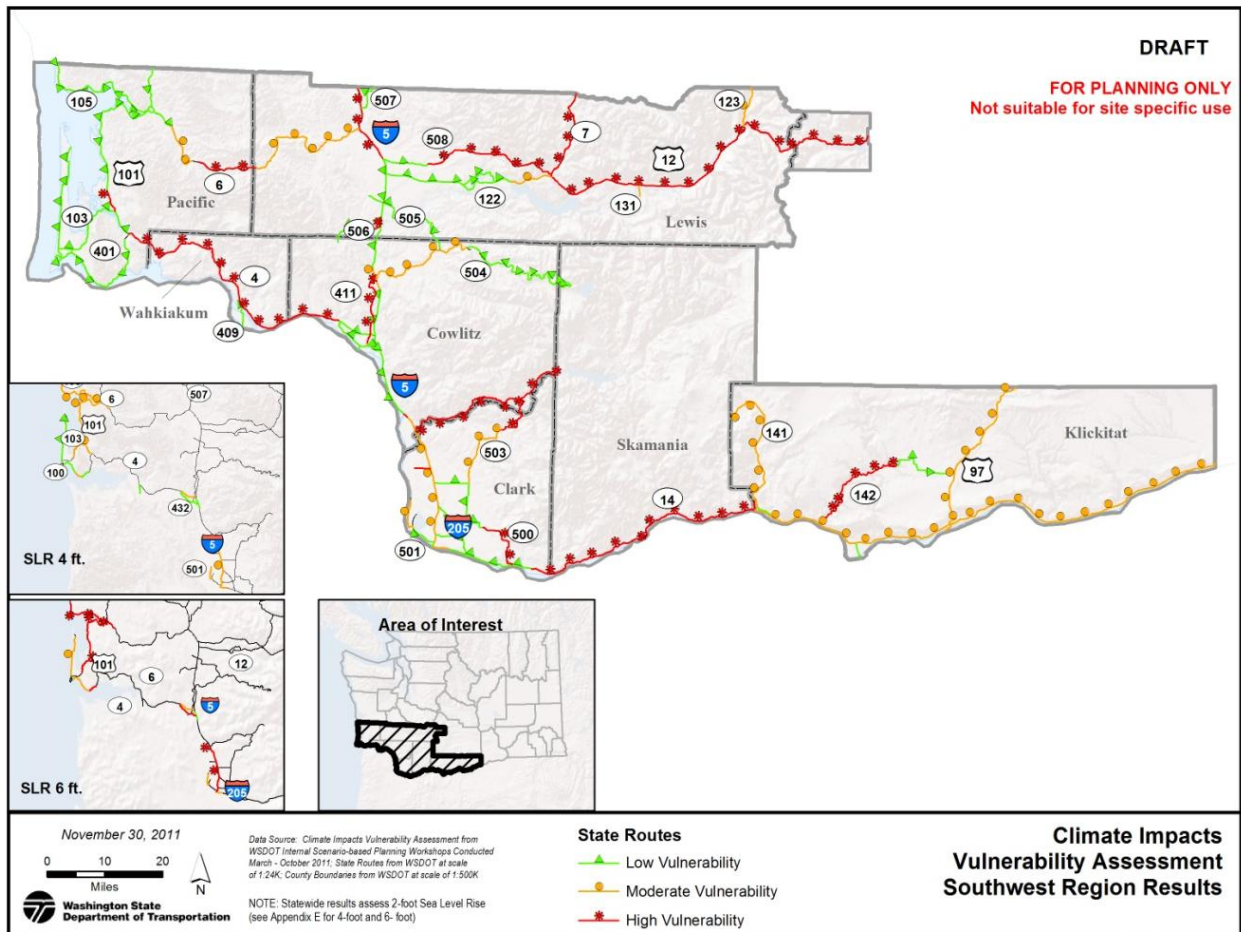 DRAFT
FOR PLANNING ONLY
Not suitable for site specific use
123
105
507
5
7
508
12
101
6
Pacific
122
131
Lewis
103
505
506
401
504
4
411
Wahkiakum
409
Cowlitz
5
141
Klickitat
Skamania
503
97
142
Clark
14
205
500
501
6
507
101
103
4
100
432
5
501
SLR 4 ft.
101
12
6
4
5
205
SLR 6 ft.
Area of Interest
November 30, 2011
0 10 20
Miles
N
Washington State
Department of Transportation
Data Source: Climate Impacts Vulnerability Assessment from
WSDOT Internal Scenario-based Planning Workshops Conducted
March - October 2011; State Routes from WSDOT at scale
of 1:24K; County Boundaries from WSDOT at scale of 1:500K
NOTE: Statewide results assess 2-foot Sea Level Rise
(see Appendix E for 4-foot and 6- foot)
State Routes
Low Vulnerability
Moderate Vulnerability
High Vulnerability
Climate Impacts
Vulnerability Assessment
Southwest Region Results